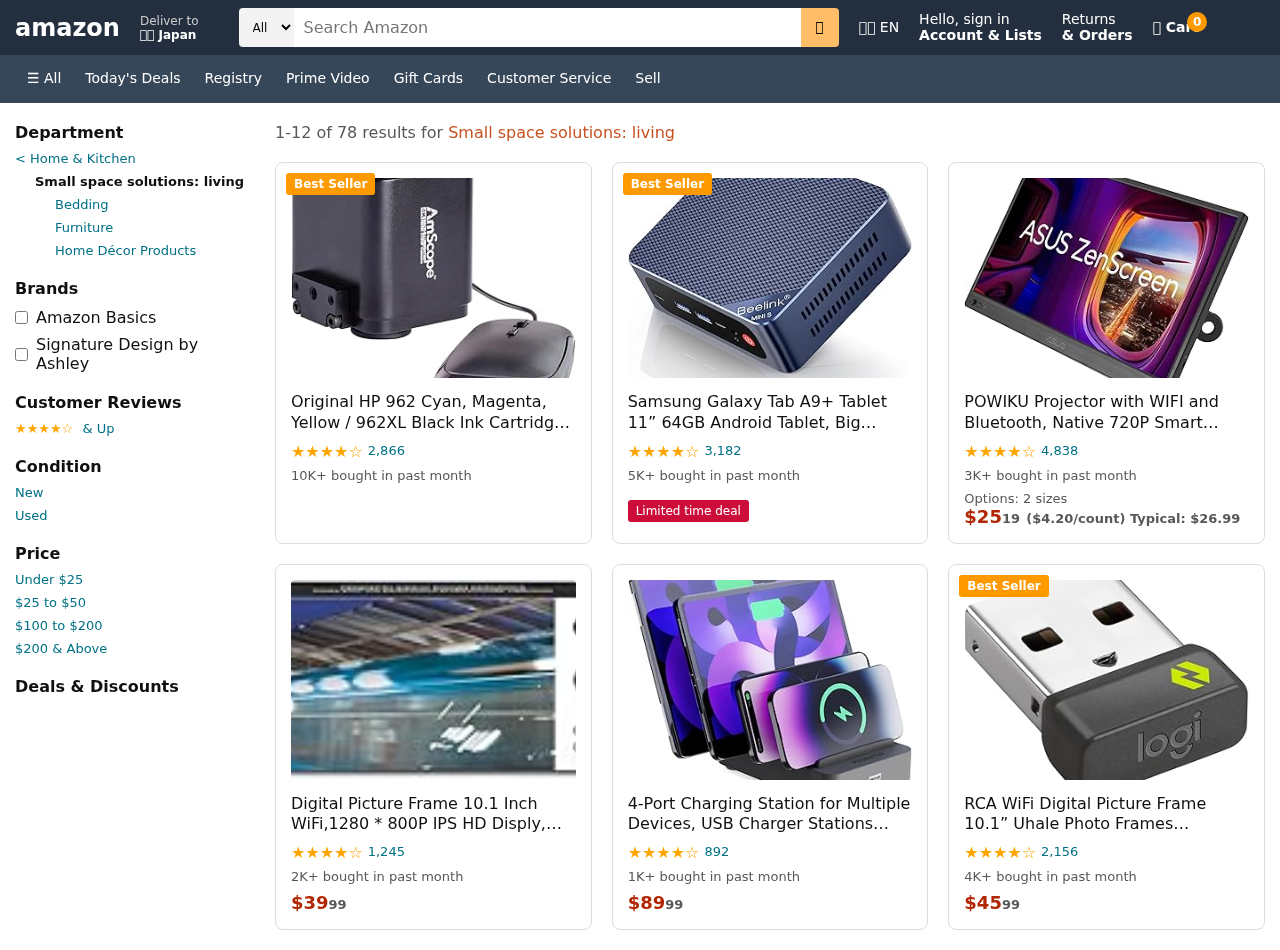 amazon
Deliver to
Japan
All
Search Amazon
EN
Hello, sign in
Account & Lists
Returns
& Orders
0
☰ All
Today's Deals
Registry
Prime Video
Gift Cards
Customer Service
Sell
Department
< Home & Kitchen
Small space solutions: living
Bedding
Furniture
Home Décor Products
Brands
Amazon Basics
Signature Design by
Ashley
Customer Reviews
★★★★☆ & Up
Condition
New
Used
Price
Under $25
$25 to $50
$100 to $200
$200 & Above
Deals & Discounts
1-12 of 78 results for Small space solutions: living
Best Seller
AmScope
Original HP 962 Cyan, Magenta,
Yellow / 962XL Black Ink Cartridg…
★★★★☆ 2,866
10K+ bought in past month
Best Seller
Beelink®
MINI S
Samsung Galaxy Tab A9+ Tablet
11” 64GB Android Tablet, Big…
★★★★☆ 3,182
5K+ bought in past month
Limited time deal
ASUS ZenScreen
POWIKU Projector with WIFI and
Bluetooth, Native 720P Smart…
★★★★☆ 4,838
3K+ bought in past month
Options: 2 sizes
$25 19 ($4.20/count) Typical: $26.99
Digital Picture Frame 10.1 Inch
WiFi,1280 * 800P IPS HD Disply,…
★★★★☆ 1,245
2K+ bought in past month
$39 99
4-Port Charging Station for Multiple
Devices, USB Charger Stations…
★★★★☆ 892
1K+ bought in past month
$89 99
Best Seller
logi
RCA WiFi Digital Picture Frame
10.1” Uhale Photo Frames…
★★★★☆ 2,156
4K+ bought in past month
$45 99